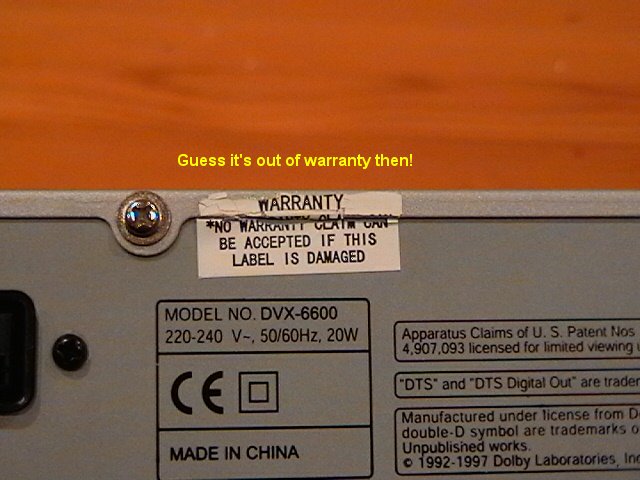 Guess it's out of warranty then!
WARRANTY
*NO WARRANTY CLAIM CAN
BE ACCEPTED IF THIS
LABEL IS DAMAGED
MODEL NO. DVX-6600
220-240 V~, 50/60Hz, 20W
CE
MADE IN CHINA
Apparatus Claims of U. S. Patent Nos
4,907,093 licensed for limited viewing
"DTS" and "DTS Digital Out" are
Manufactured under license from
double-D symbol are trademarks
Unpublished works.
© 1992-1997 Dolby Laboratories,